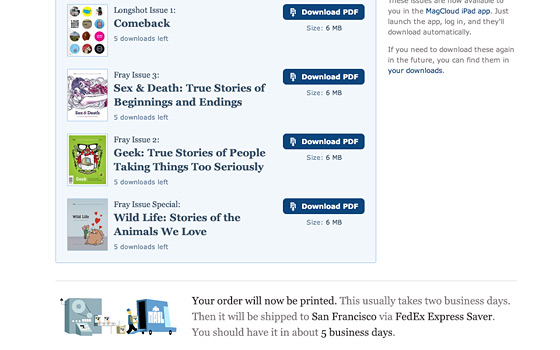 Longshot Issue 1:
Comeback
5 downloads left
Download PDF
Size: 6 MB
These issues are now available to
you in the MagCloud iPad app. Just
launch the app, log in, and they'll
download automatically.
If you need to download these again
in the future, you can find them in
your downloads.
Fray Issue 3:
Sex & Death: True Stories of
Beginnings and Endings
5 downloads left
Sex & Death
Download PDF
Size: 6 MB
Fray Issue 2:
Geek: True Stories of People
Taking Things Too Seriously
5 downloads left
Geek
Download PDF
Size: 6 MB
Fray Issue Special:
Wild Life: Stories of the
Animals We Love
5 downloads left
Wild Life
Download PDF
Size: 6 MB
MAIL
Your order will now be printed. This usually takes two business days.
Then it will be shipped to San Francisco via FedEx Express Saver.
You should have it in about 5 business days.